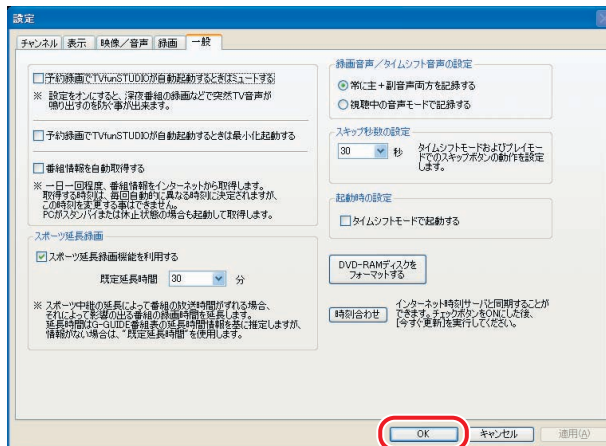 設定
チャンネル 表示 映像/音声 録画 一般
予約録画でTVfunSTUDIOが自動起動するときはミュートする
※ 設定をオンにすると、深夜番組の録画などで突然TV音声が
鳴り出すのを防ぐ事が出来ます。
予約録画でTVfunSTUDIOが自動起動するときは最小化起動する
番組情報を自動取得する
※ 一日一回程度、番組情報をインターネットから取得します。
取得する時刻は、毎回自動的に異なる時刻に決定されますが、
この時刻を変更する事はできません。
PCがスタンバイまたは休止状態の場合も起動して取得します。
スポーツ延長録画
スポーツ延長録画機能を利用する
既定延長時間 30 分
※ スポーツ中継の延長によって番組の放送時間がずれる場合、
それによって影響の出る番組の録画時間を延長します。
延長時間はG-GUIDE番組表の延長時間情報を基に推定しますが、
情報がない場合は、"既定延長時間"を使用します。
録画音声/タイムシフト音声の設定
常に主+副音声両方を記録する
視聴中の音声モードで記録する
スキップ秒数の設定
30 秒
タイムシフトモードおよびプレイモー
ドでのスキップボタンの動作を設定
します。
起動時の設定
タイムシフトモードで起動する
DVD-RAMディスクを
フォーマットする
時刻合わせ
インターネット時刻サーバと同期することが
できます。チェックボタンをONにした後、
[今すぐ更新]を実行してください。
OK キャンセル 適用(A)